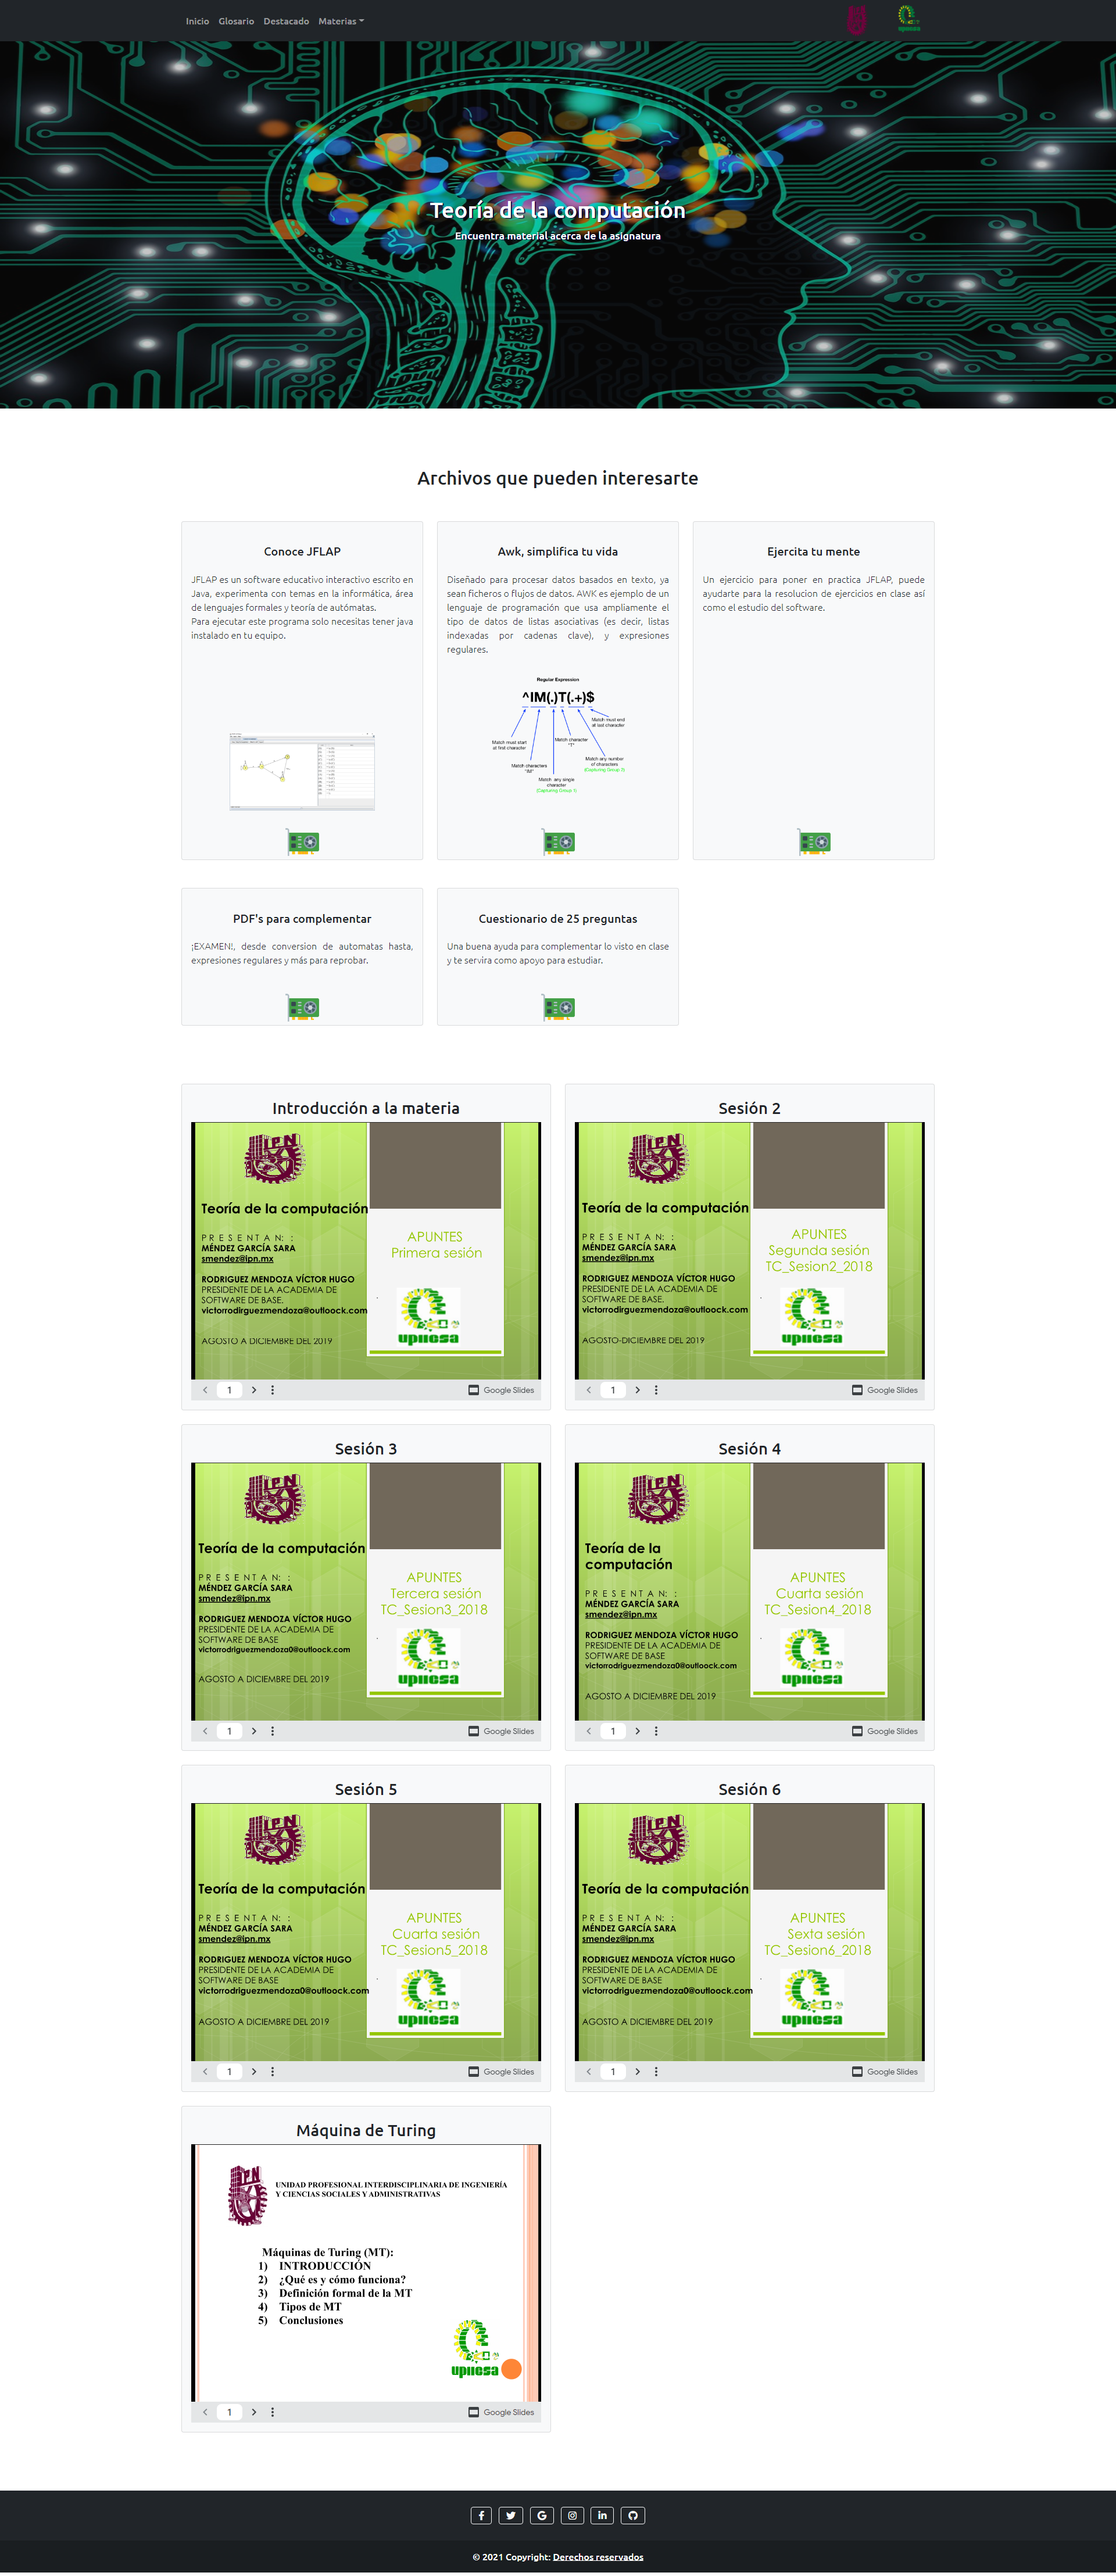 Inicio Glosario Destacado Materias
Teoría de la computación
Encuentra material acerca de la asignatura
Archivos que pueden interesarte
Conoce JFLAP
JFLAP es un software educativo interactivo escrito en
Java, experimenta con temas en la informática, área
de lenguajes formales y teoría de autómatas.
Para ejecutar este programa solo necesitas tener java
instalado en tu equipo.
Awk, simplifica tu vida
Diseñado para procesar datos basados en texto, ya
sean ficheros o flujos de datos. AWK es ejemplo de un
lenguaje de programación que usa ampliamente el
tipo de datos de listas asociativas (es decir, listas
indexadas por cadenas clave), y expresiones
regulares.
Regular Expression
^IM(.)T(.+)$
Match must end
at last character
Match must start
at first character
Match character
"T"
Match characters
"IM"
Match any number
of characters
(Capturing Group 2)
Match any single
character
(Capturing Group 1)
Ejercita tu mente
Un ejercicio para poner en practica JFLAP, puede
ayudarte para la resolucion de ejercicios en clase así
como el estudio del software.
PDF's para complementar
¡EXAMEN!, desde conversion de automatas hasta,
expresiones regulares y más para reprobar.
Cuestionario de 25 preguntas
Una buena ayuda para complementar lo visto en clase
y te servira como apoyo para estudiar.
Introducción a la materia
IPN
Teoría de la computación
P R E S E N T A N: :
MÉNDEZ GARCÍA SARA
smendez@ipn.mx
RODRIGUEZ MENDOZA VÍCTOR HUGO
PRESIDENTE DE LA ACADEMIA DE
SOFTWARE DE BASE.
victorrodirguezmendoza@outloock.com
AGOSTO A DICIEMBRE DEL 2019
APUNTES
Primera sesión
upiicsa
1 Google Slides
Sesión 2
IPN
Teoría de la computación
P R E S E N T A N: :
MÉNDEZ GARCÍA SARA
smendez@ipn.mx
RODRIGUEZ MENDOZA VÍCTOR HUGO
PRESIDENTE DE LA ACADEMIA DE
SOFTWARE DE BASE.
victorrodirguezmendoza@outloock.com
AGOSTO-DICIEMBRE DEL 2019
APUNTES
Segunda sesión
TC_Sesion2_2018
upiicsa
1 Google Slides
Sesión 3
IPN
Teoría de la computación
P R E S E N T A N: :
MÉNDEZ GARCÍA SARA
smendez@ipn.mx
RODRIGUEZ MENDOZA VÍCTOR HUGO
PRESIDENTE DE LA ACADEMIA DE
SOFTWARE DE BASE
victorrodriguezmendoza0@outloock.com
AGOSTO A DICIEMBRE DEL 2019
APUNTES
Tercera sesión
TC_Sesion3_2018
upiicsa
1 Google Slides
Sesión 4
IPN
Teoría de la
computación
P R E S E N T A N: :
MÉNDEZ GARCÍA SARA
smendez@ipn.mx
RODRIGUEZ MENDOZA VÍCTOR HUGO
PRESIDENTE DE LA ACADEMIA DE
SOFTWARE DE BASE
victorrodriguezmendoza0@outloock.com
AGOSTO A DICIEMBRE DEL 2019
APUNTES
Cuarta sesión
TC_Sesion4_2018
upiicsa
1 Google Slides
Sesión 5
IPN
Teoría de la computación
P R E S E N T A N: :
MÉNDEZ GARCÍA SARA
smendez@ipn.mx
RODRIGUEZ MENDOZA VÍCTOR HUGO
PRESIDENTE DE LA ACADEMIA DE
SOFTWARE DE BASE
victorrodriguezmendoza0@outloock.com
AGOSTO A DICIEMBRE DEL 2019
APUNTES
Cuarta sesión
TC_Sesion5_2018
upiicsa
1 Google Slides
Sesión 6
IPN
Teoría de la computación
P R E S E N T A N: :
MÉNDEZ GARCÍA SARA
smendez@ipn.mx
RODRIGUEZ MENDOZA VÍCTOR HUGO
PRESIDENTE DE LA ACADEMIA DE
SOFTWARE DE BASE
victorrodriguezmendoza0@outloock.com
AGOSTO A DICIEMBRE DEL 2019
APUNTES
Sexta sesión
TC_Sesion6_2018
upiicsa
1 Google Slides
Máquina de Turing
IPN
UNIDAD PROFESIONAL INTERDISCIPLINARIA DE INGENIERÍA
Y CIENCIAS SOCIALES Y ADMINISTRATIVAS
Máquinas de Turing (MT):
1) INTRODUCCIÓN
2) ¿Qué es y cómo funciona?
3) Definición formal de la MT
4) Tipos de MT
5) Conclusiones
upiicsa
1 Google Slides
© 2021 Copyright: Derechos reservados